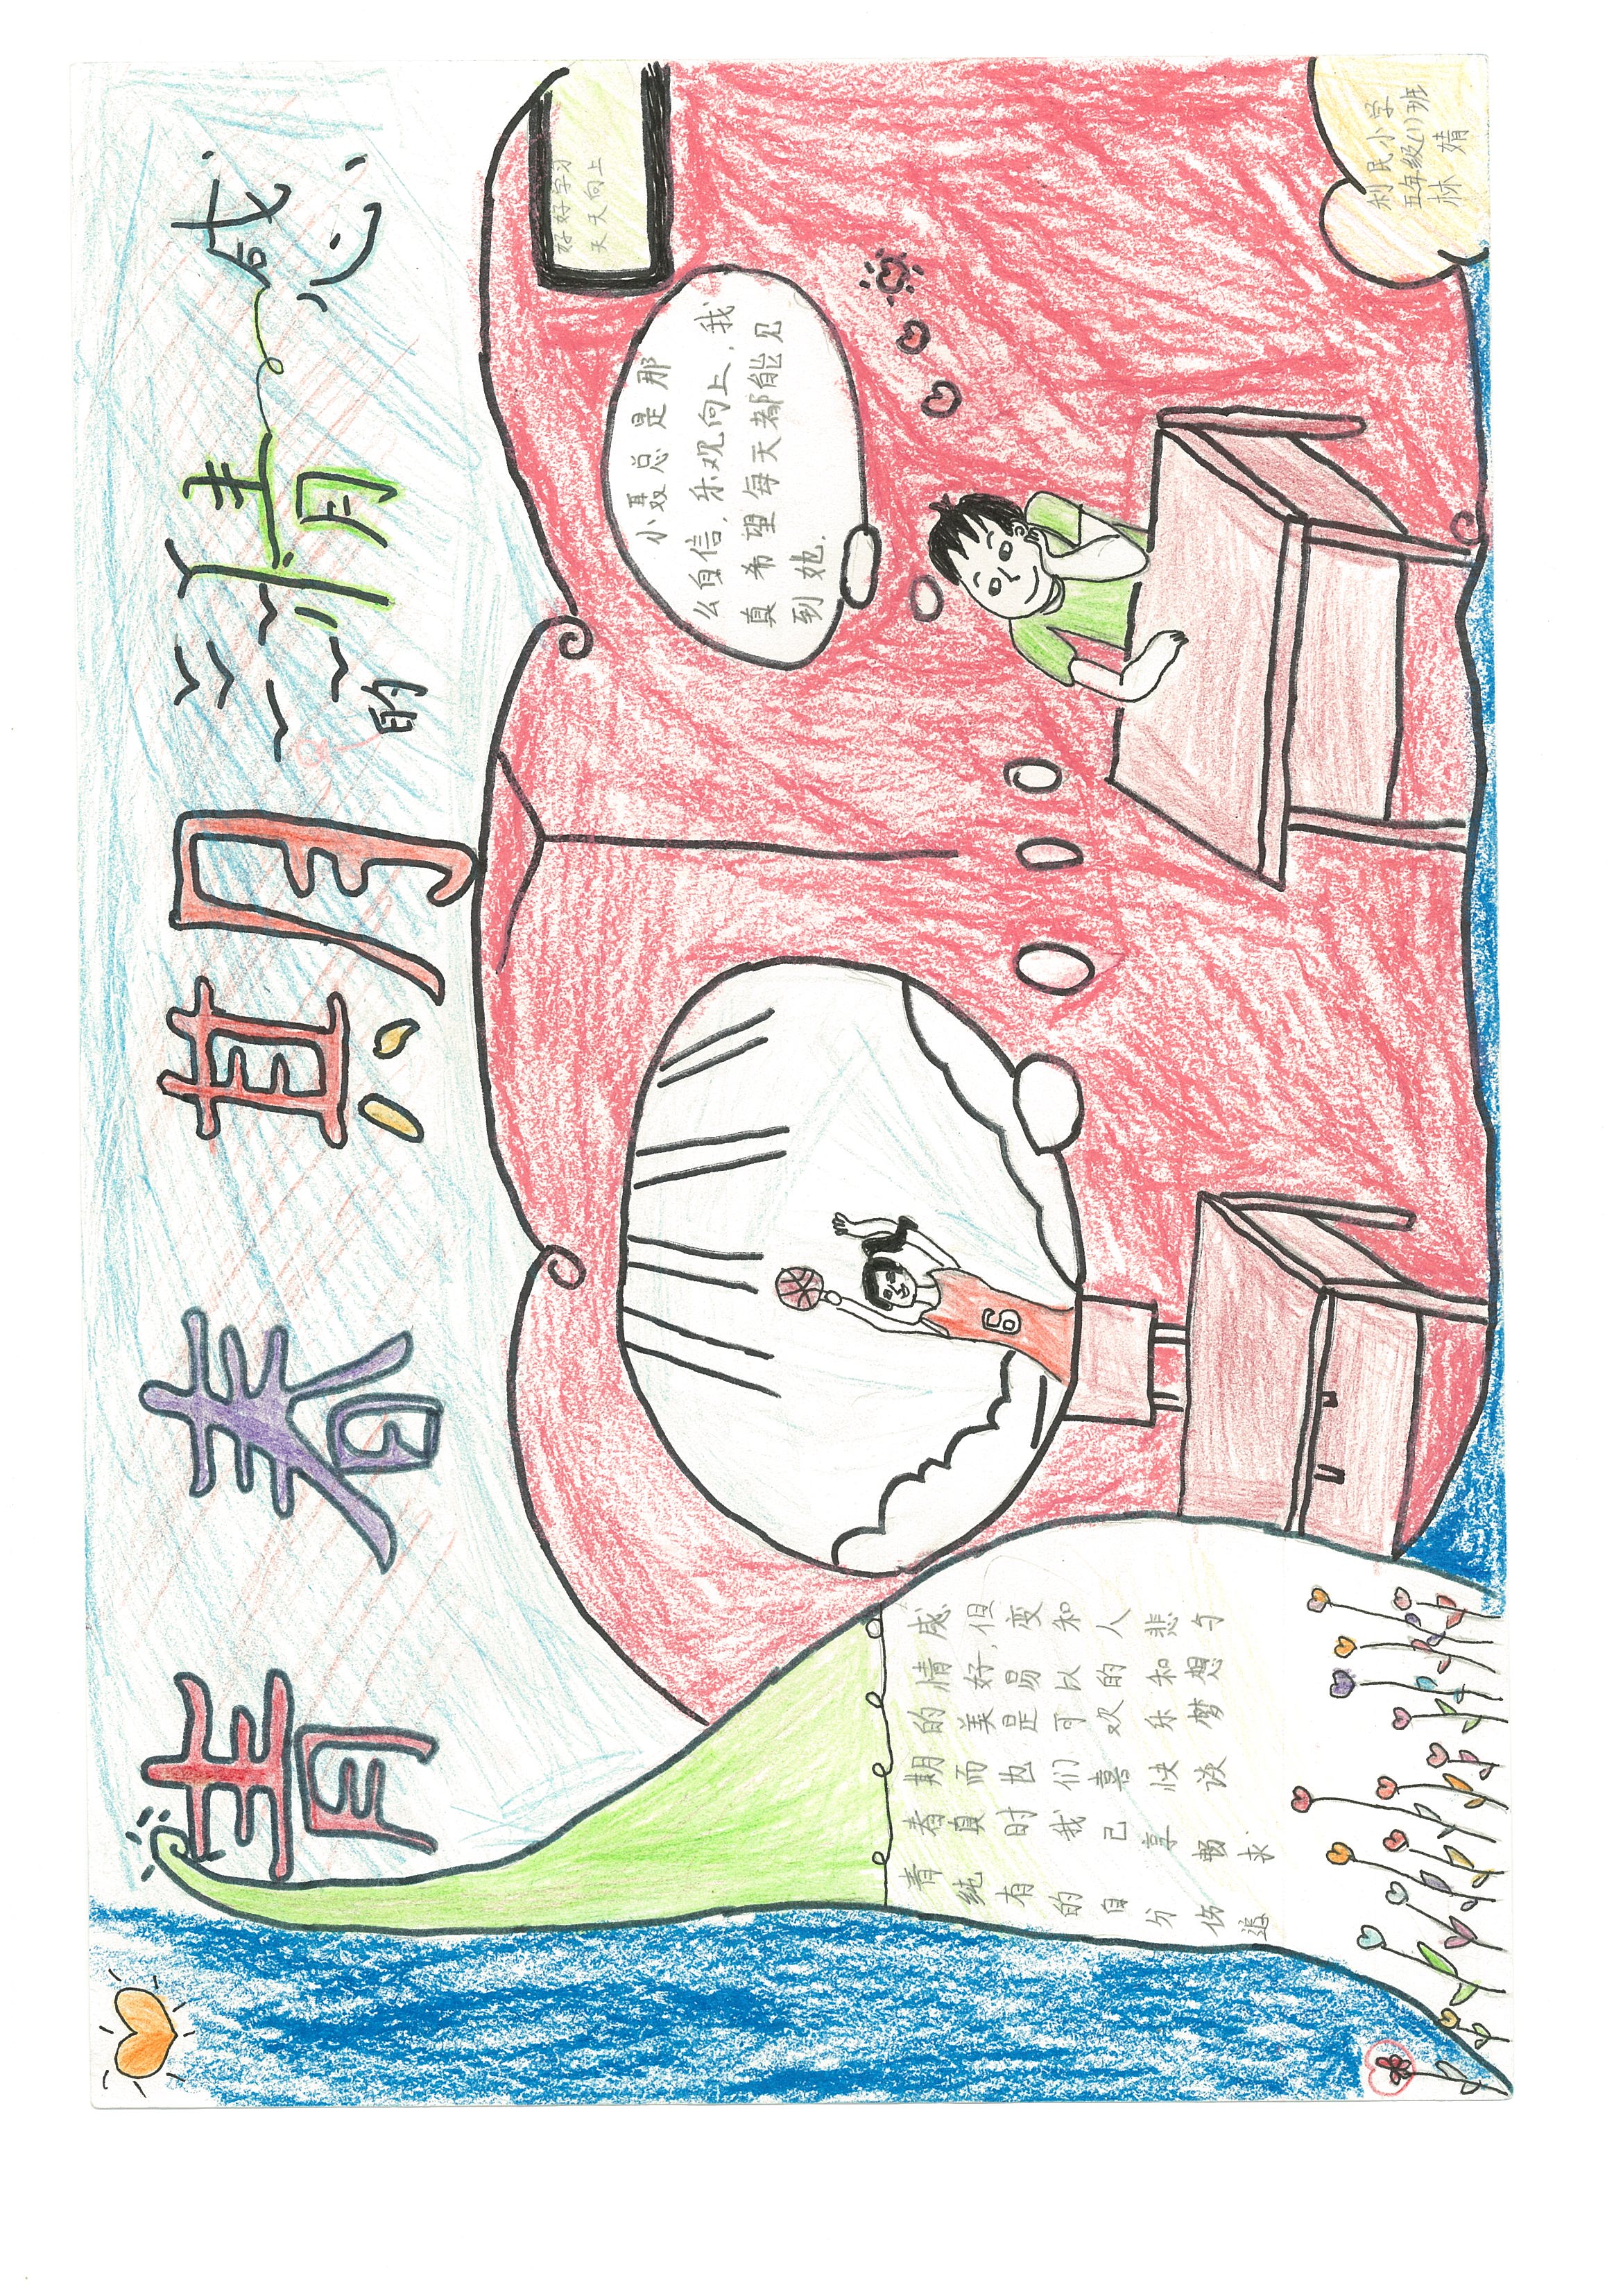 青春期的情感
好好学习
天天向上
小聂总是那
么自信,乐观向上,我
真希望每天都能见
到她.
青春期的情感
纯真而美好,但
有时也是易变
的我们可以和
自己喜欢的人
分享快乐和悲
伤畅谈梦想与
追求
利民小学
五年级(1)班
林婧